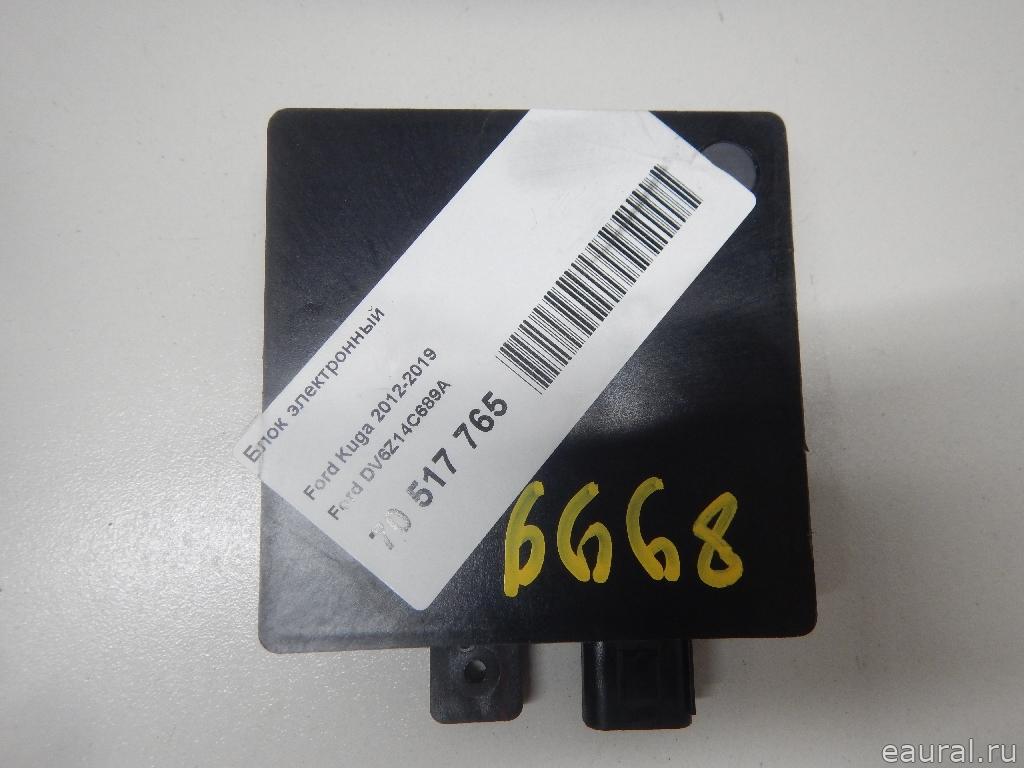 Блок электронный
Ford Kuga 2012-2019
Ford DV6Z14C689A
70 517 765
6668
eaural.ru